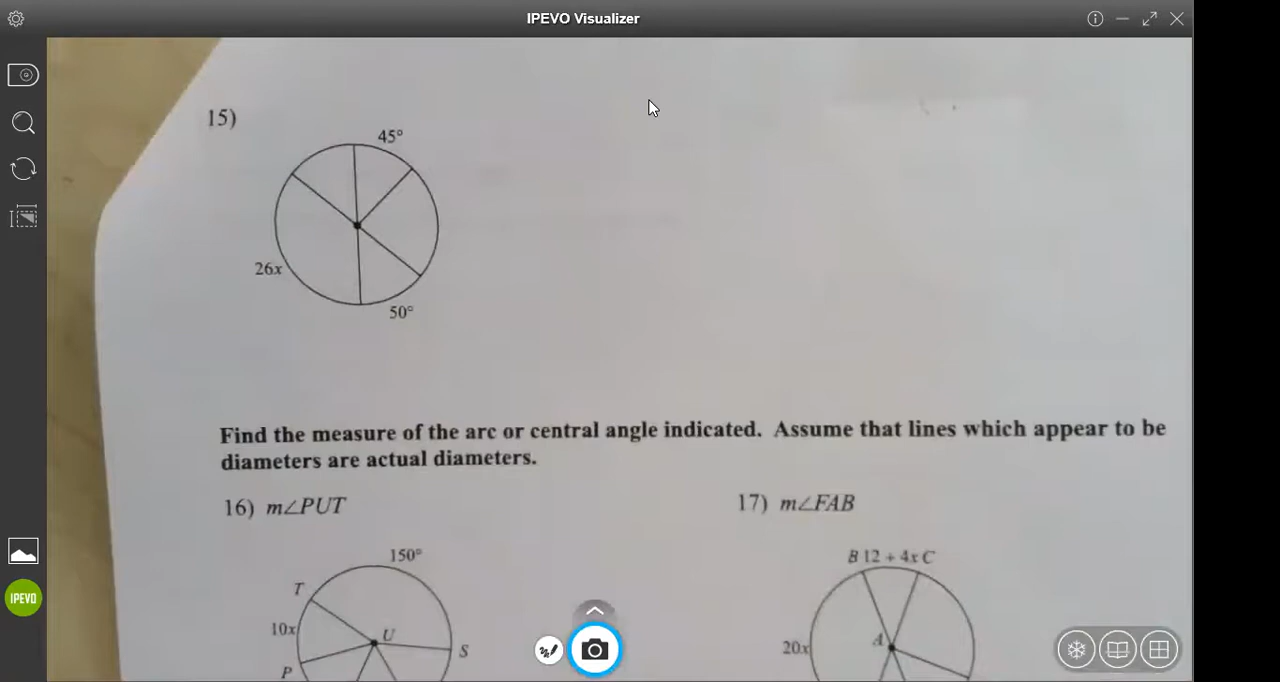 IPEVO Visualizer
15)
45°
26x
50°
Find the measure of the arc or central angle indicated. Assume that lines which appear to be
diameters are actual diameters.
16) m∠PUT
17) m∠FAB
150°
B 12 + 4x C
T
10x
U
S
20x
A
P
IPEVO